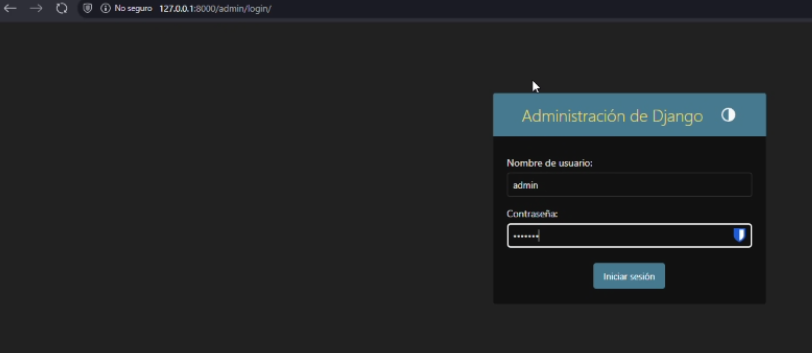 No seguro 127.0.0.1:8000/admin/login/
Administración de Django
Nombre de usuario:
admin
Contraseña:
•••••••
Iniciar sesión